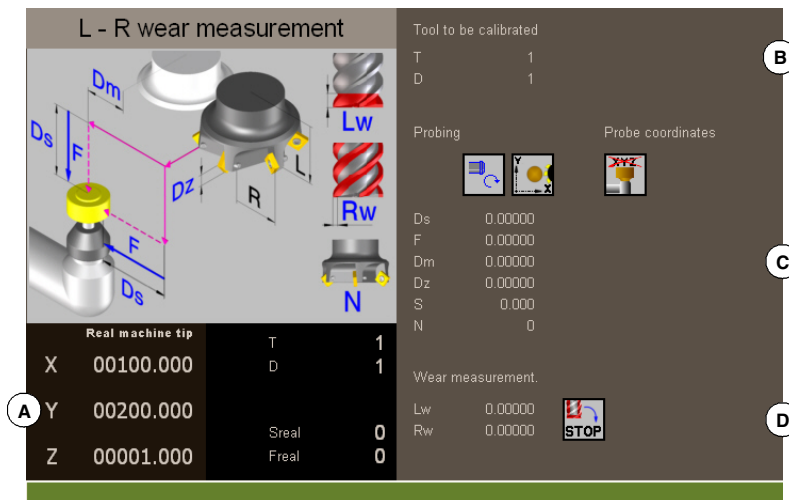 L - R wear measurement
Dm
Ds
F
Dz
R
L
F
Ds
Lw
Rw
N
Real machine tip
X 00100.000
Y 00200.000
Z 00001.000
T 1
D 1
Sreal 0
Freal 0
A
Tool to be calibrated
T 1
D 1
B
Probing Probe coordinates
Y
X
XYZ
Ds 0.00000
F 0.00000
Dm 0.00000
Dz 0.00000
S 0.000
N 0
C
Wear measurement.
Lw 0.00000
Rw 0.00000
STOP
D